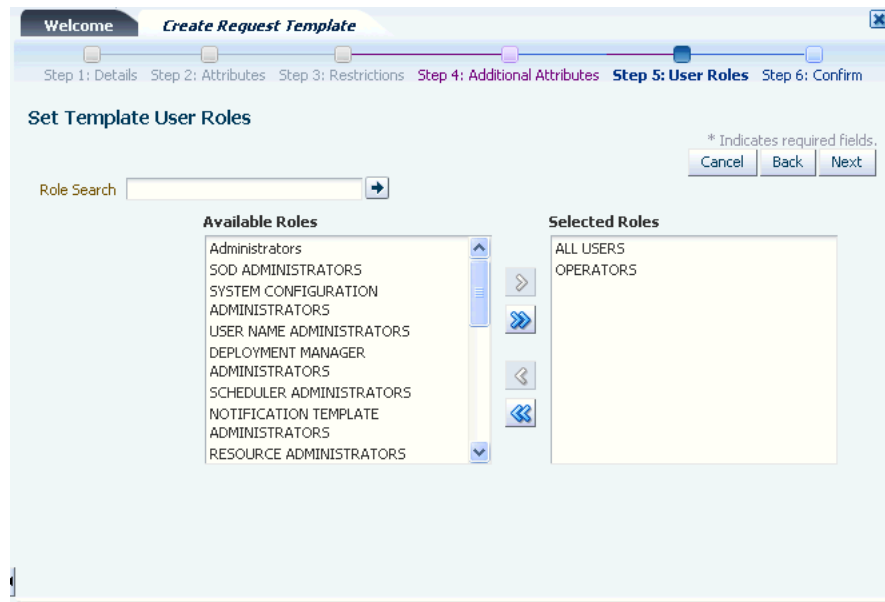 Welcome
Create Request Template
Step 1: Details
Step 2: Attributes
Step 3: Restrictions
Step 4: Additional Attributes
Step 5: User Roles
Step 6: Confirm
Set Template User Roles
* Indicates required fields.
Cancel
Back
Next
Role Search
Available Roles
Administrators
SOD ADMINISTRATORS
SYSTEM CONFIGURATION
ADMINISTRATORS
USER NAME ADMINISTRATORS
DEPLOYMENT MANAGER
ADMINISTRATORS
SCHEDULER ADMINISTRATORS
NOTIFICATION TEMPLATE
ADMINISTRATORS
RESOURCE ADMINISTRATORS
Selected Roles
ALL USERS
OPERATORS